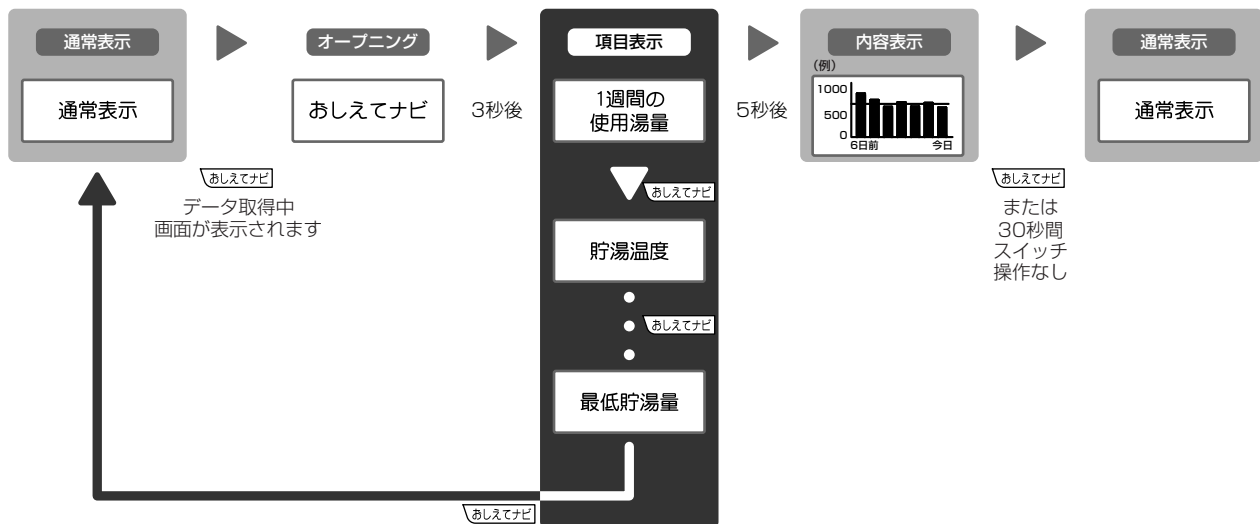 通常表示
通常表示
おしえてナビ
データ取得中
画面が表示されます
オープニング
おしえてナビ
3秒後
項目表示
1週間の
使用湯量
おしえてナビ
貯湯温度
おしえてナビ
最低貯湯量
おしえてナビ
5秒後
内容表示
(例)
1000
500
0
6日前 今日
おしえてナビ
または
30秒間
スイッチ
操作なし
通常表示
通常表示